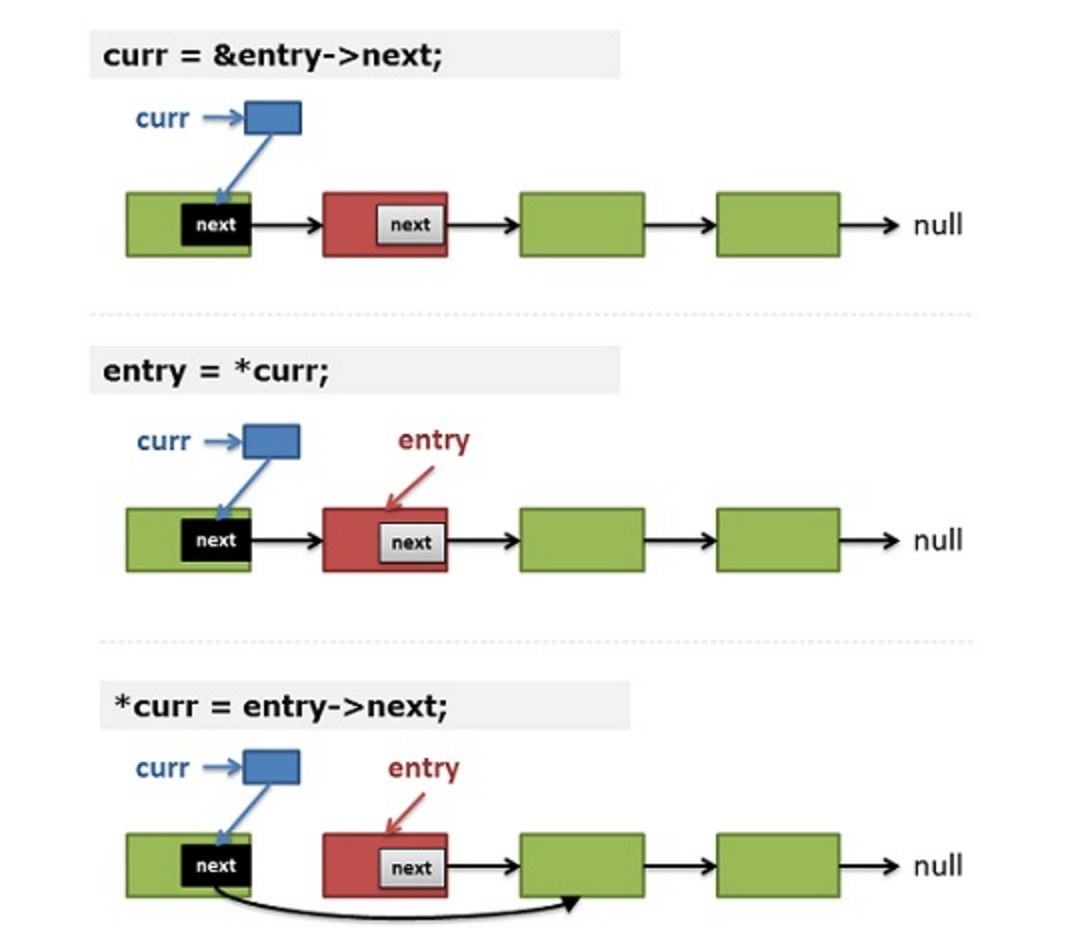 curr = &entry->next;
curr
next next null
entry = *curr;
curr entry
next next null
*curr = entry->next;
curr entry
next next null